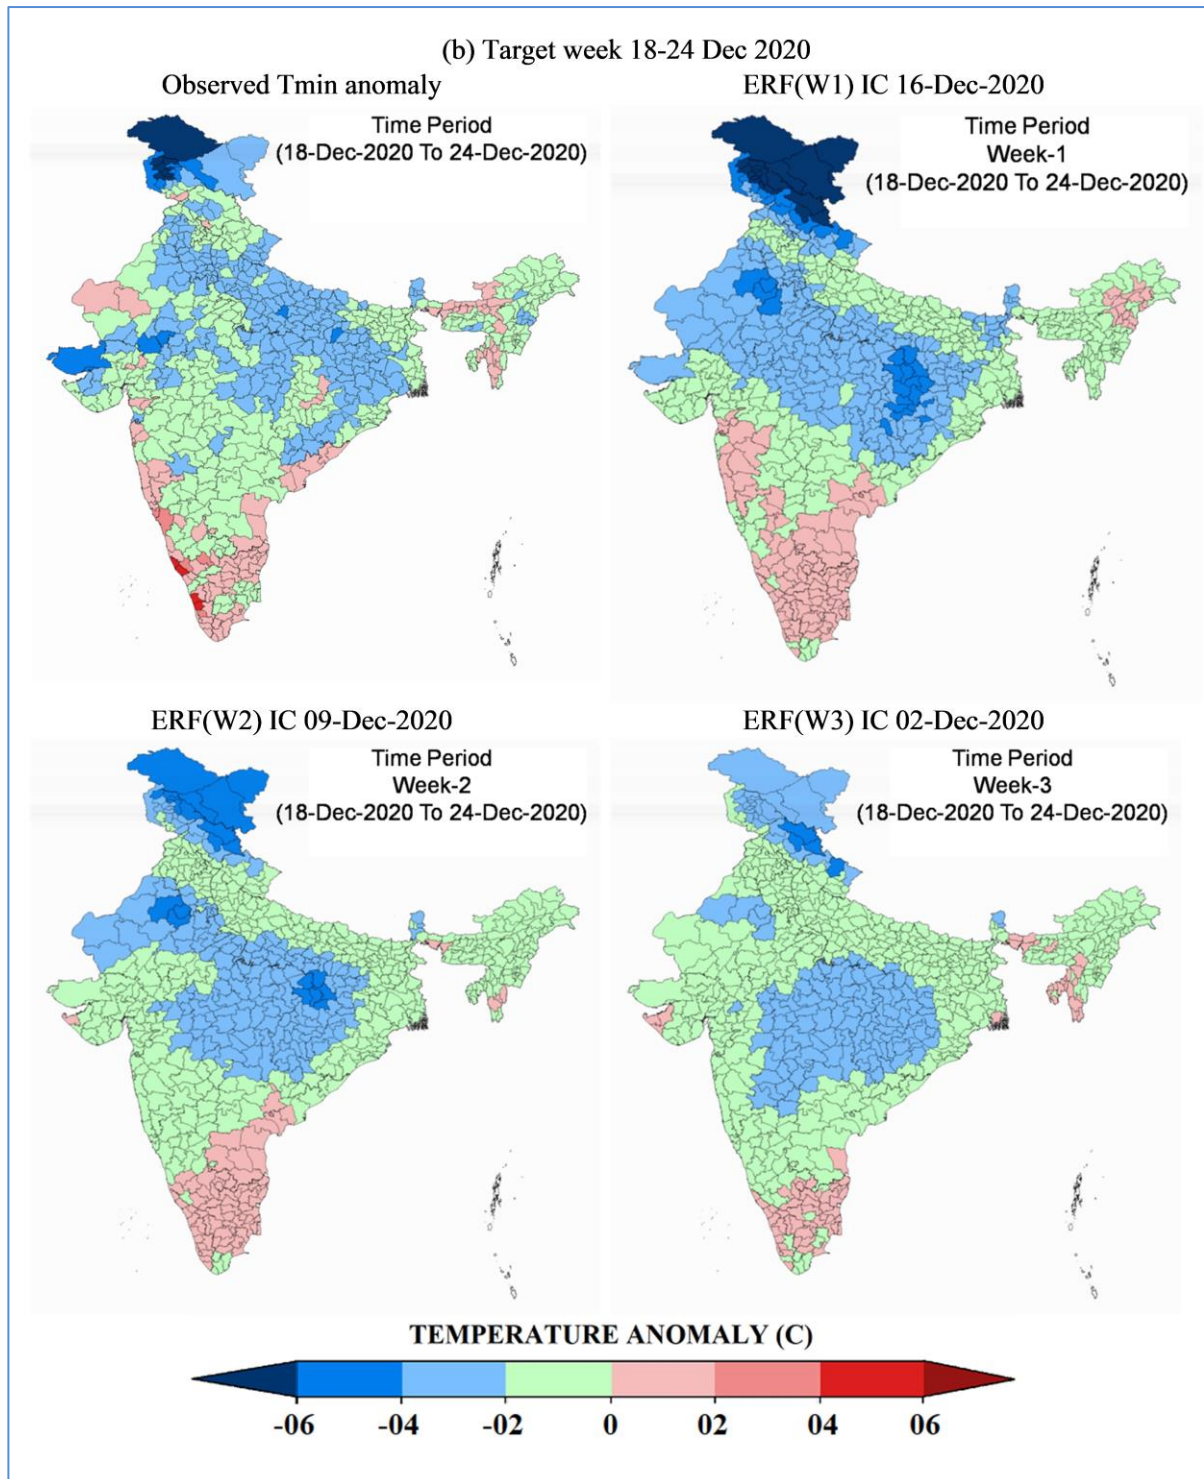 (b) Target week 18-24 Dec 2020
Observed Tmin anomaly
Time Period
(18-Dec-2020 To 24-Dec-2020)
ERF(W1) IC 16-Dec-2020
Time Period
Week-1
(18-Dec-2020 To 24-Dec-2020)
ERF(W2) IC 09-Dec-2020
Time Period
Week-2
(18-Dec-2020 To 24-Dec-2020)
ERF(W3) IC 02-Dec-2020
Time Period
Week-3
(18-Dec-2020 To 24-Dec-2020)
TEMPERATURE ANOMALY (C)
-06 -04 -02 0 02 04 06